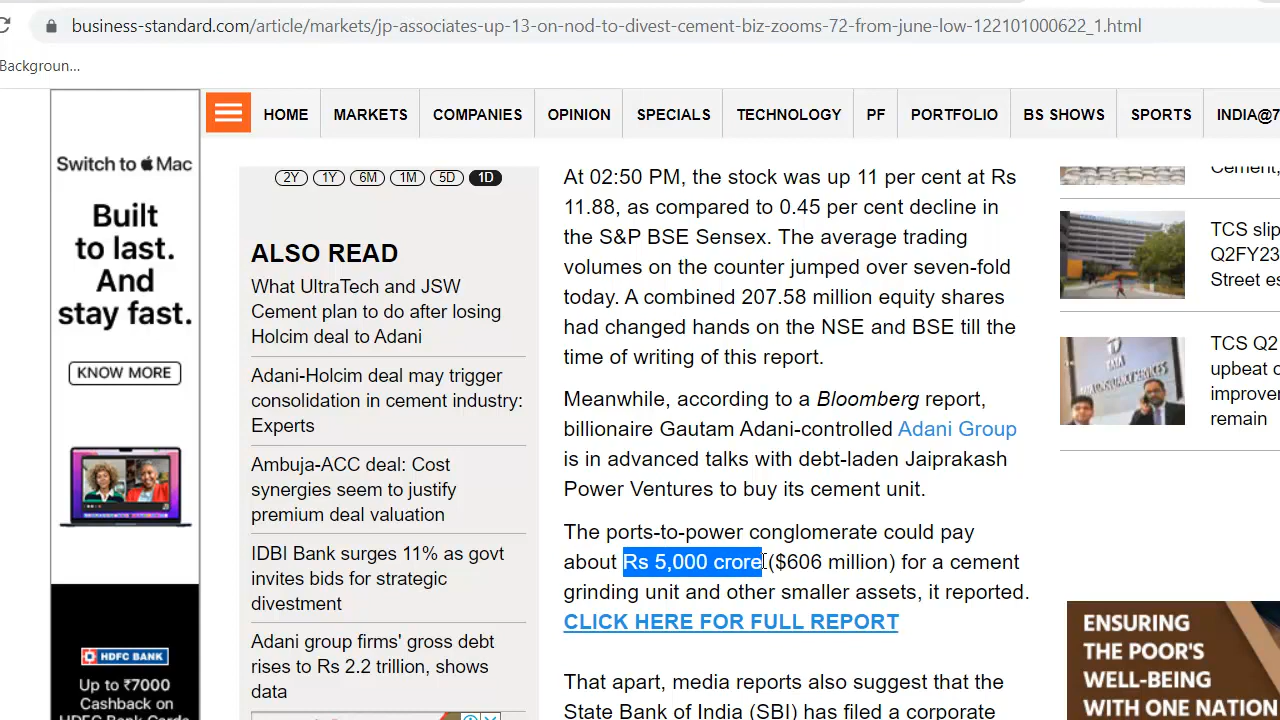 business-standard.com/article/markets/jp-associates-up-13-on-nod-to-divest-cement-biz-zooms-72-from-june-low-122101000622_1.html
Backgroun...
HOME MARKETS COMPANIES OPINION SPECIALS TECHNOLOGY PF PORTFOLIO BS SHOWS SPORTS INDIA@7
Switch to Mac
Built
to last.
And
stay fast.
KNOW MORE
HDFC BANK
Up to ₹7000
Cashback on
HDFC Bank Cards
2Y 1Y 6M 1M 5D 1D
ALSO READ
What UltraTech and JSW
Cement plan to do after losing
Holcim deal to Adani
Adani-Holcim deal may trigger
consolidation in cement industry:
Experts
Ambuja-ACC deal: Cost
synergies seem to justify
premium deal valuation
IDBI Bank surges 11% as govt
invites bids for strategic
divestment
Adani group firms' gross debt
rises to Rs 2.2 trillion, shows
data
At 02:50 PM, the stock was up 11 per cent at Rs
11.88, as compared to 0.45 per cent decline in
the S&P BSE Sensex. The average trading
volumes on the counter jumped over seven-fold
today. A combined 207.58 million equity shares
had changed hands on the NSE and BSE till the
time of writing of this report.
Meanwhile, according to a Bloomberg report,
billionaire Gautam Adani-controlled Adani Group
is in advanced talks with debt-laden Jaiprakash
Power Ventures to buy its cement unit.
The ports-to-power conglomerate could pay
about Rs 5,000 crore ($606 million) for a cement
grinding unit and other smaller assets, it reported.
CLICK HERE FOR FULL REPORT
That apart, media reports also suggest that the
State Bank of India (SBI) has filed a corporate
Cement,
TCS slip
Q2FY23
Street es
TCS Q2
upbeat o
improve
remain
ENSURING
THE POOR'S
WELL-BEING
WITH ONE NATION